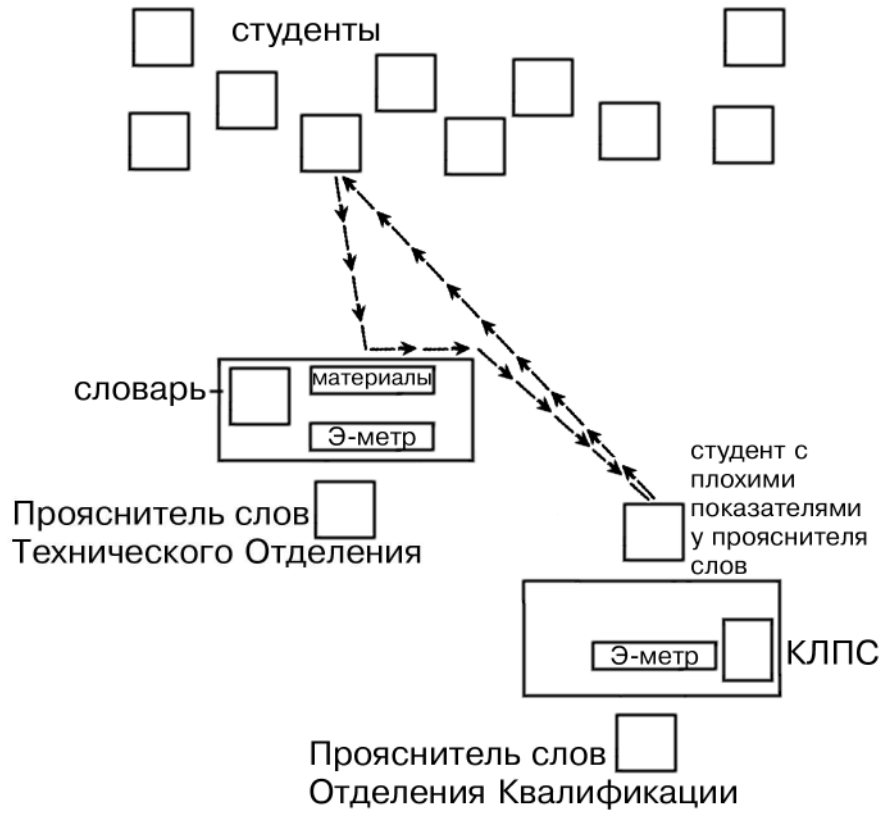 студенты
словарь
материалы
Э-метр
студент с
плохими
показателями
у прояснителя
слов
Прояснитель слов
Технического Отделения
Э-метр
КЛПС
Прояснитель слов
Отделения Квалификации